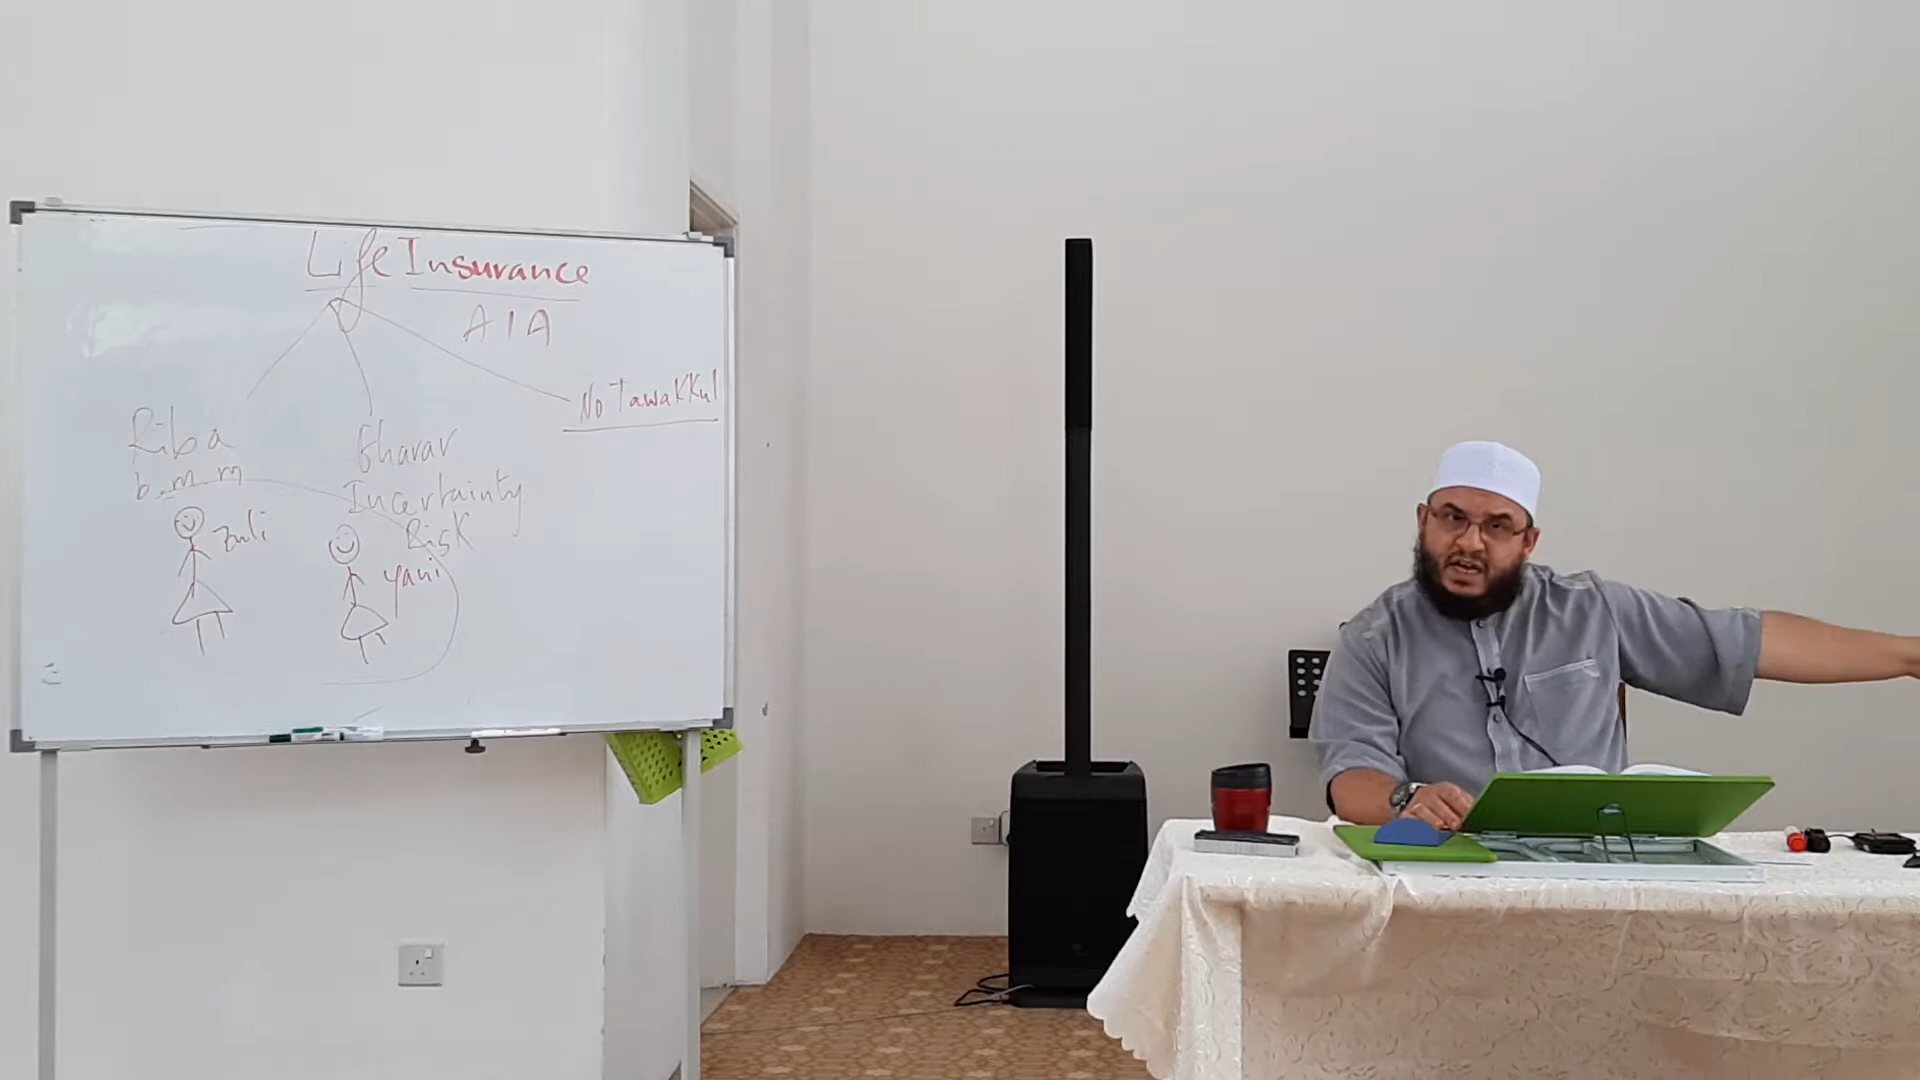 Life Insurance
AIA
No Tawakkul
Riba
b.m.m
Gharar
Incertainty
Risk
Zuli
Yani